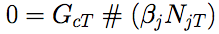 0 = G_{cT} # (β_j N_{jT})